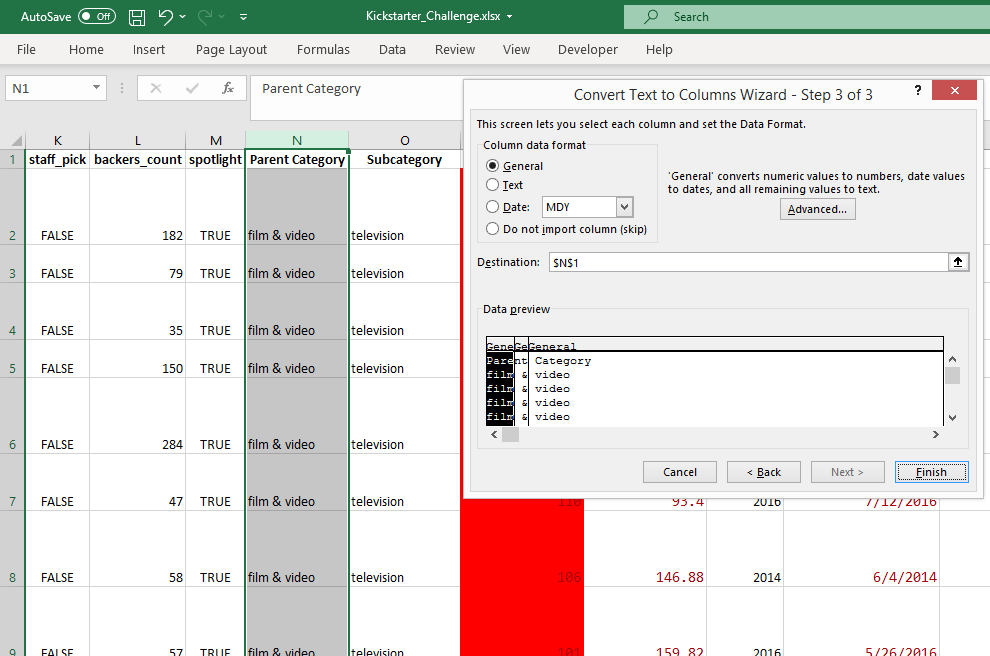 AutoSave Off Kickstarter_Challenge.xlsx Search
File Home Insert Page Layout Formulas Data Review View Developer Help
N1 fx Parent Category
Convert Text to Columns Wizard - Step 3 of 3 ?
This screen lets you select each column and set the Data Format.
Column data format
General
Text
Date: MDY
Do not import column (skip)
'General' converts numeric values to numbers, date values
to dates, and all remaining values to text.
Advanced...
Destination: $N$1
Data preview
GeneGeGeneral
Parent Category
film & video
film & video
film & video
film & video
Cancel < Back Next > Finish
K L M N O
1 staff_pick backers_count spotlight Parent Category Subcategory
2 FALSE 182 TRUE film & video television
3 FALSE 79 TRUE film & video television
4 FALSE 35 TRUE film & video television
5 FALSE 150 TRUE film & video television
6 FALSE 284 TRUE film & video television
7 FALSE 47 TRUE film & video television 93.4 2016 7/12/2016
8 FALSE 58 TRUE film & video television 106 146.88 2014 6/4/2014
9 FALSE 57 TRUE film & video television 101 159.82 2016 5/26/2016